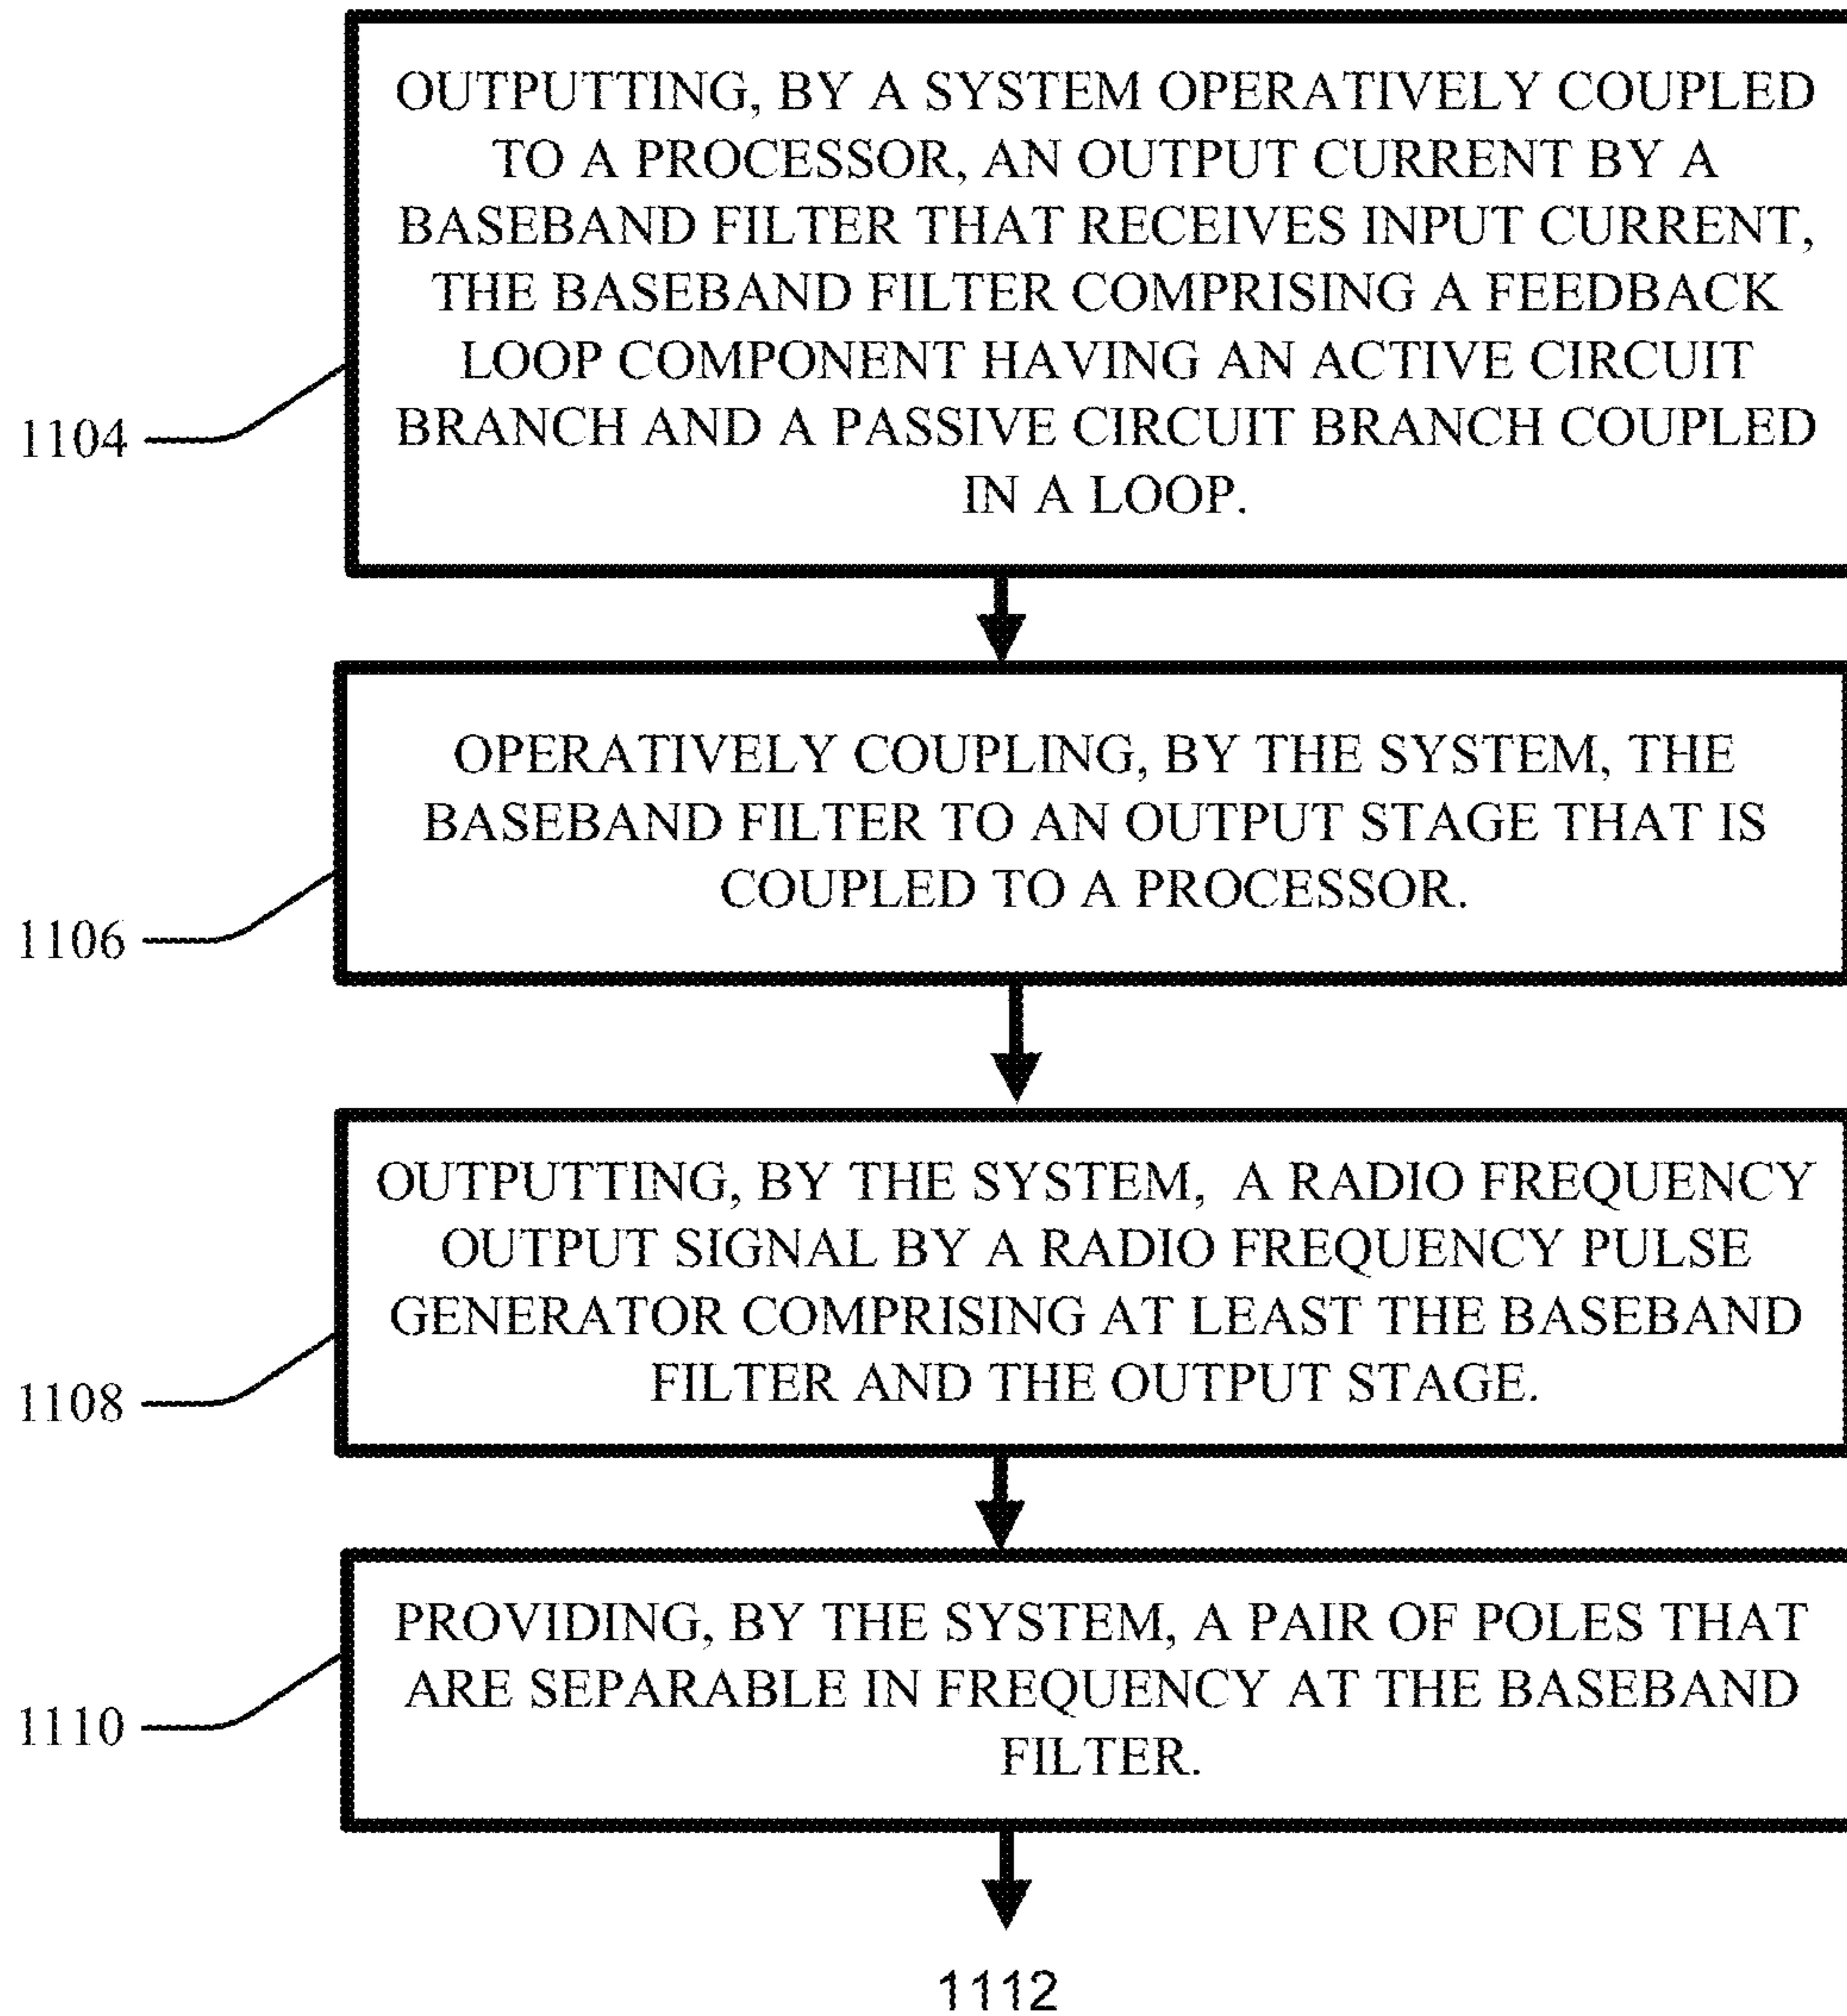 OUTPUTTING, BY A SYSTEM OPERATIVELY COUPLED
TO A PROCESSOR, AN OUTPUT CURRENT BY A
BASEBAND FILTER THAT RECEIVES INPUT CURRENT,
THE BASEBAND FILTER COMPRISING A FEEDBACK
LOOP COMPONENT HAVING AN ACTIVE CIRCUIT
BRANCH AND A PASSIVE CIRCUIT BRANCH COUPLED
IN A LOOP.
1104
OPERATIVELY COUPLING, BY THE SYSTEM, THE
BASEBAND FILTER TO AN OUTPUT STAGE THAT IS
COUPLED TO A PROCESSOR.
1106
OUTPUTTING, BY THE SYSTEM, A RADIO FREQUENCY
OUTPUT SIGNAL BY A RADIO FREQUENCY PULSE
GENERATOR COMPRISING AT LEAST THE BASEBAND
FILTER AND THE OUTPUT STAGE.
1108
PROVIDING, BY THE SYSTEM, A PAIR OF POLES THAT
ARE SEPARABLE IN FREQUENCY AT THE BASEBAND
FILTER.
1110
1112